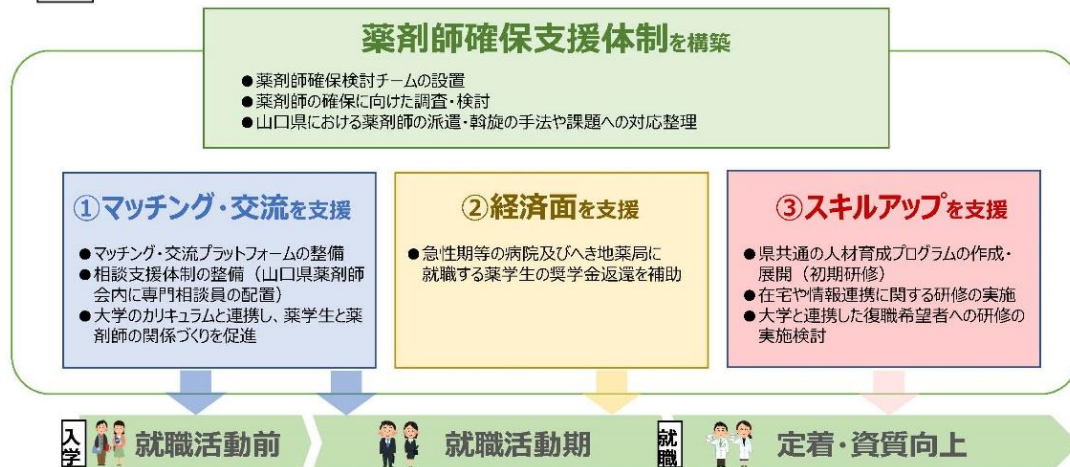 薬剤師確保支援体制を構築
●薬剤師確保検討チームの設置
●薬剤師の確保に向けた調査・検討
●山口県における薬剤師の派遣・斡旋の手法や課題への対応整理
①マッチング・交流を支援
●マッチング・交流プラットフォームの整備
●相談支援体制の整備（山口県薬剤師
会内に専門相談員の配置）
●大学のカリキュラムと連携し、薬学生と薬
剤師の関係づくりを促進
②経済面を支援
●急性期等の病院及びへき地薬局に
就職する薬学生の奨学金返還を補助
③スキルアップを支援
●県共通の人材育成プログラムの作成・
展開（初期研修）
●在宅や情報連携に関する研修の実施
●大学と連携した復職希望者への研修の
実施検討
入学
就職活動前
就職活動期
就職
定着・資質向上